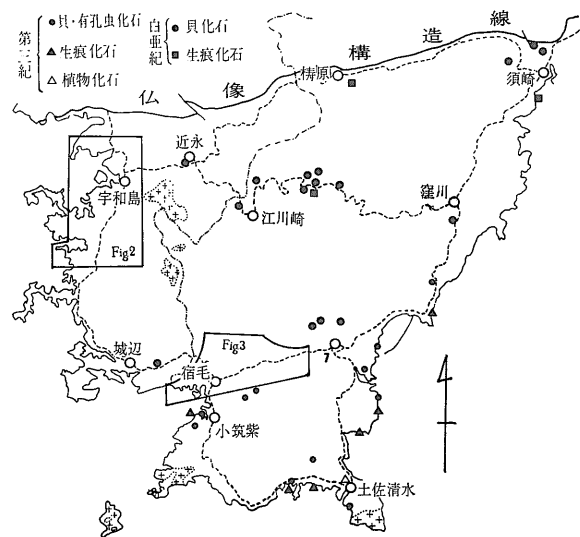 第三紀
貝・有孔虫化石
生痕化石
植物化石
白亜紀
貝化石
生痕化石
仏像構造線
梼原
須崎
近永
宇和島
江川崎
窪川
Fig2
城辺
Fig3
宿毛
7
小筑紫
土佐清水